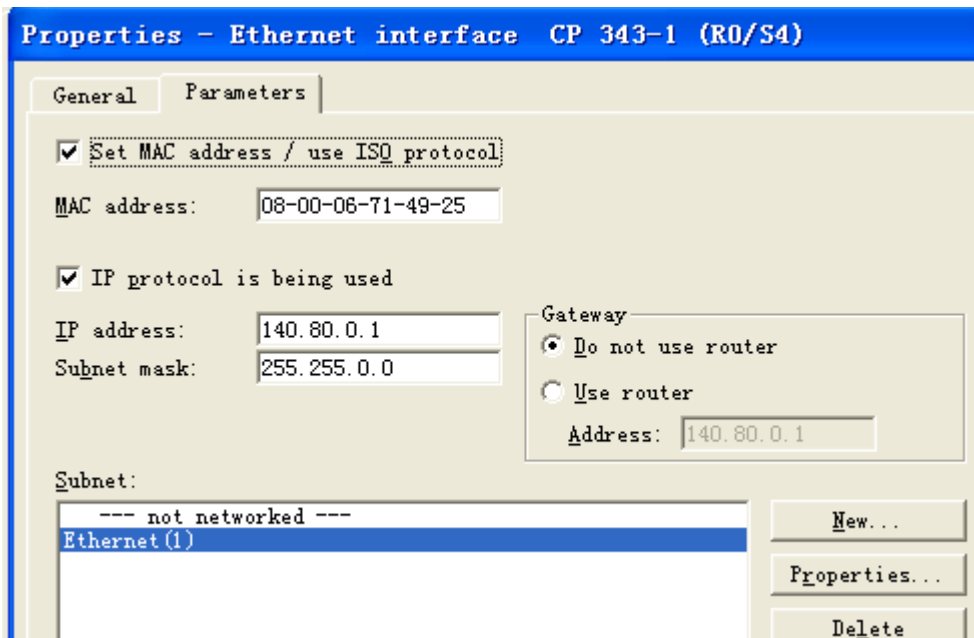 Properties - Ethernet interface CP 343-1 (R0/S4)
General Parameters
Set MAC address / use ISO protocol
MAC address: 08-00-06-71-49-25
IP protocol is being used
IP address: 140.80.0.1
Subnet mask: 255.255.0.0
Gateway
Do not use router
Use router
Address: 140.80.0.1
Subnet:
--- not networked ---
Ethernet(1)
New...
Properties...
Delete